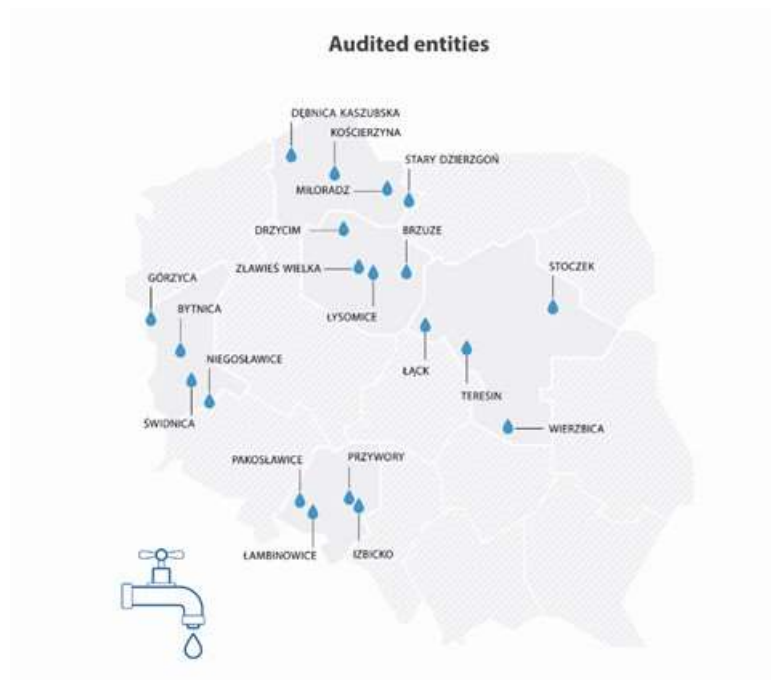 Audited entities
DĘBNICA KASZUBSKA
KOŚCIERZYNA
STARY DZIERZGOŃ
MIŁORADZ
DRZYCIM
BRZUZE
ZŁAWIEŚ WIELKA
STOCZEK
GÓRZYCA
BYTNICA
ŁYSOMICE
NIEGOSŁAWICE
ŁĄCK
TERESIN
ŚWIDNICA
WIERZBICA
PAKOSŁAWICE
PRZYWORY
ŁAMBINOWICE
IZBICKO